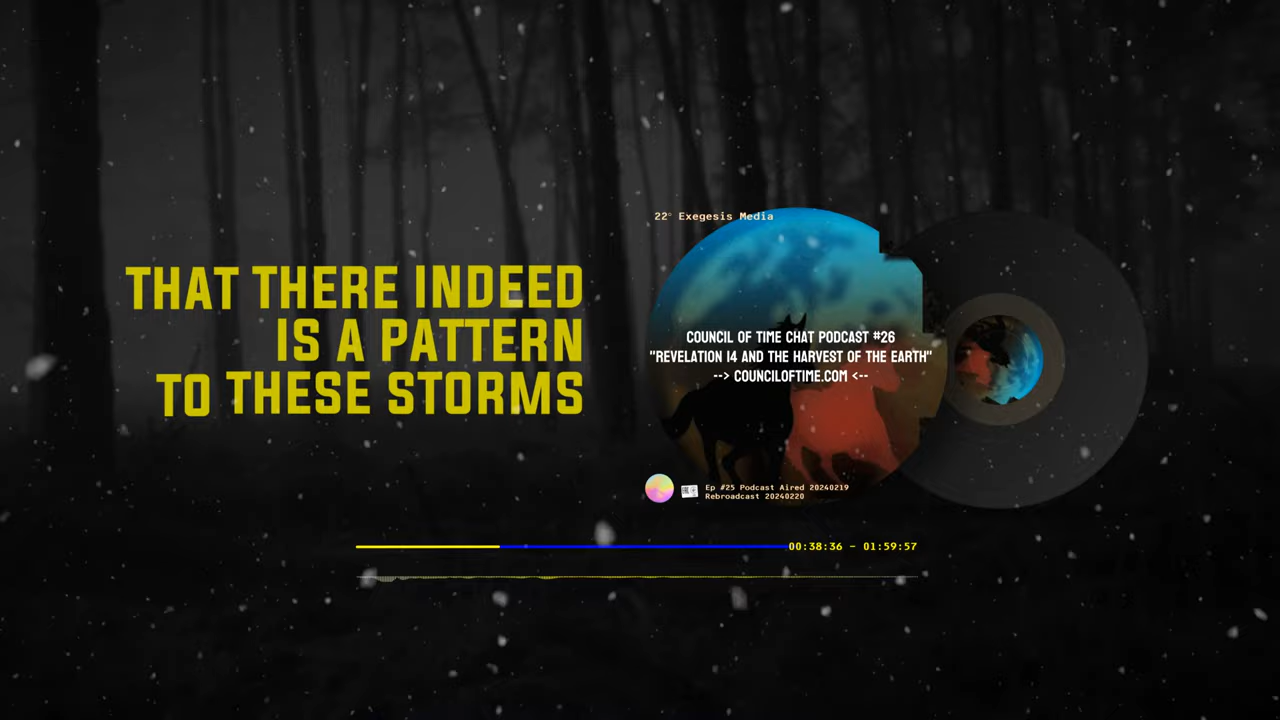 THAT THERE INDEED
IS A PATTERN
TO THESE STORMS
22° Exegesis Media
COUNCIL OF TIME CHAT PODCAST #26
"REVELATION 14 AND THE HARVEST OF THE EARTH"
--> COUNCILOFTIME.COM <--
Ep #25 Podcast Aired 20240219
Rebroadcast 20240220
00:38:36 - 01:59:57